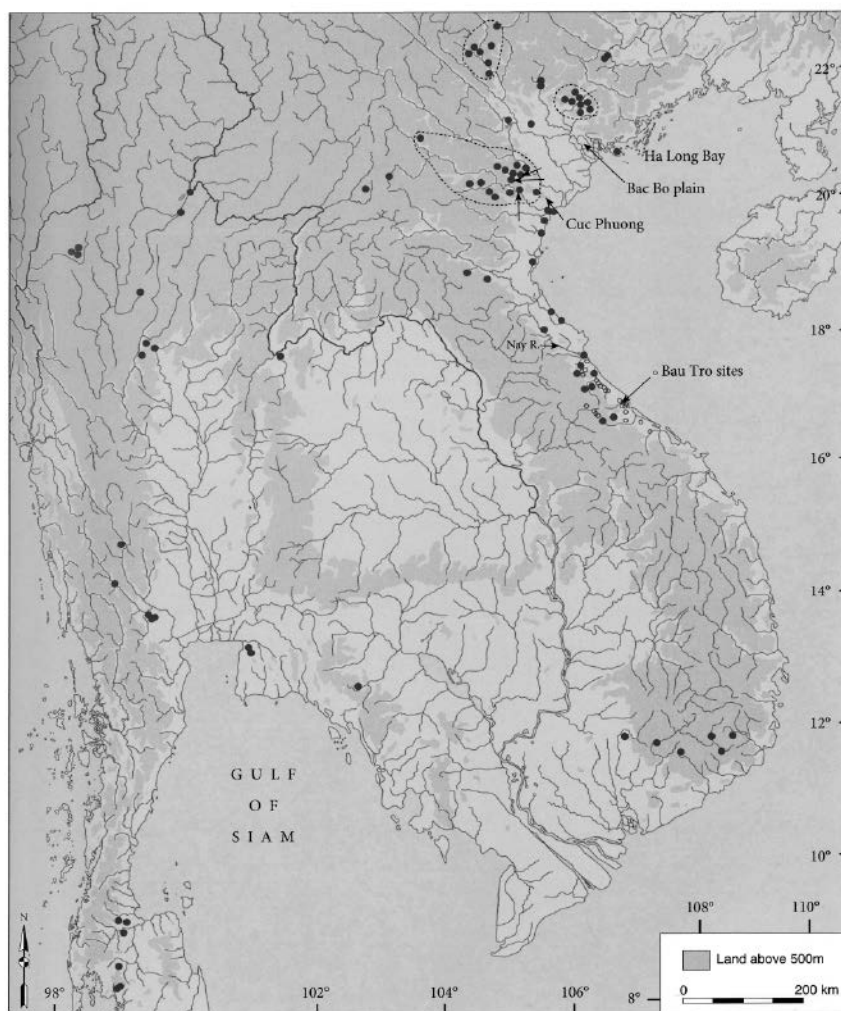 22°
Ha Long Bay
Bac Bo plain
20°
Cuc Phuong
18°
Nay R.
Bau Tro sites
16°
14°
12°
GULF
OF
SIAM
10°
N
108°
110°
Land above 500m
0 200 km
98°
100°
102°
104°
106°
8°